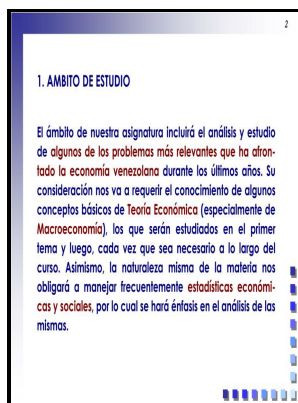 2
1. AMBITO DE ESTUDIO
El ámbito de nuestra asignatura incluirá el análisis y estudio
de algunos de los problemas más relevantes que ha afron-
tado la economía venezolana durante los últimos años. Su
consideración nos va a requerir el conocimiento de algunos
conceptos básicos de Teoría Económica (especialmente de
Macroeconomía), los que serán estudiados en el primer
tema y luego, cada vez que sea necesario a lo largo del
curso. Asimismo, la naturaleza misma de la materia nos
obligará a manejar frecuentemente estadísticas económi-
cas y sociales, por lo cual se hará énfasis en el análisis de las
mismas.